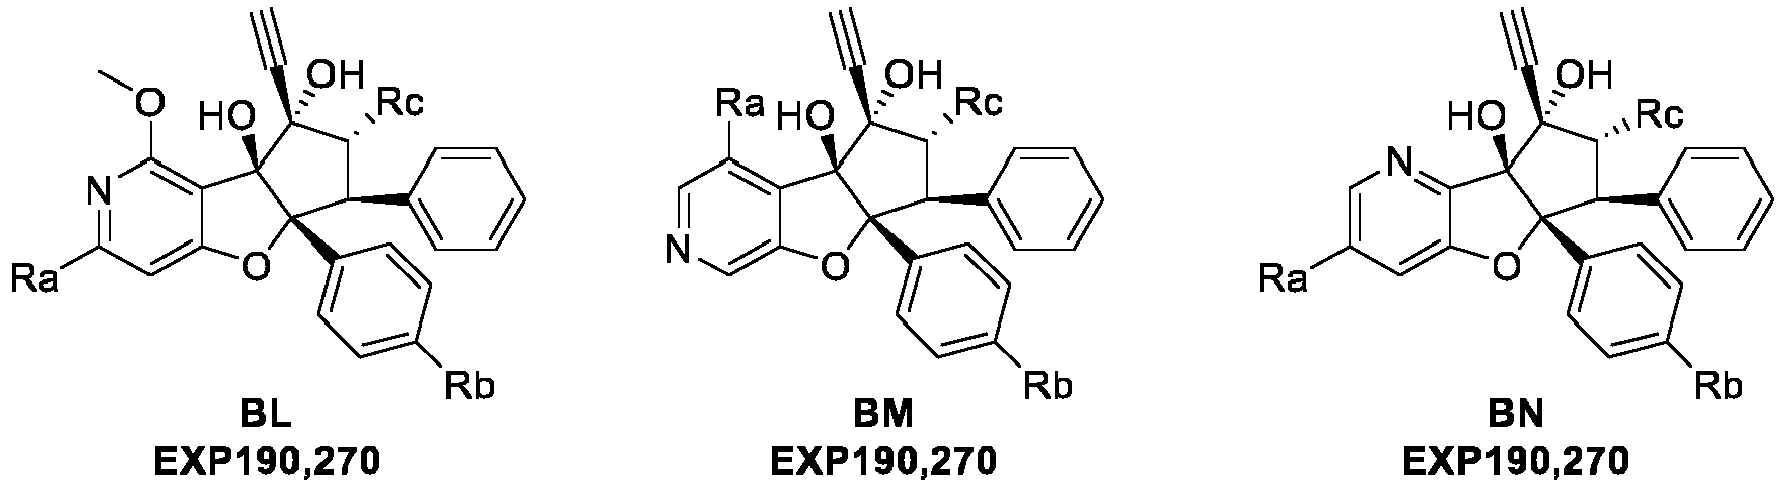 OH
O
HO
Rc
N
Ra
O
Rb
BL
EXP190,270
OH
Ra
HO
Rc
N
O
Rb
BM
EXP190,270
OH
HO
Rc
N
Ra
O
Rb
BN
EXP190,270